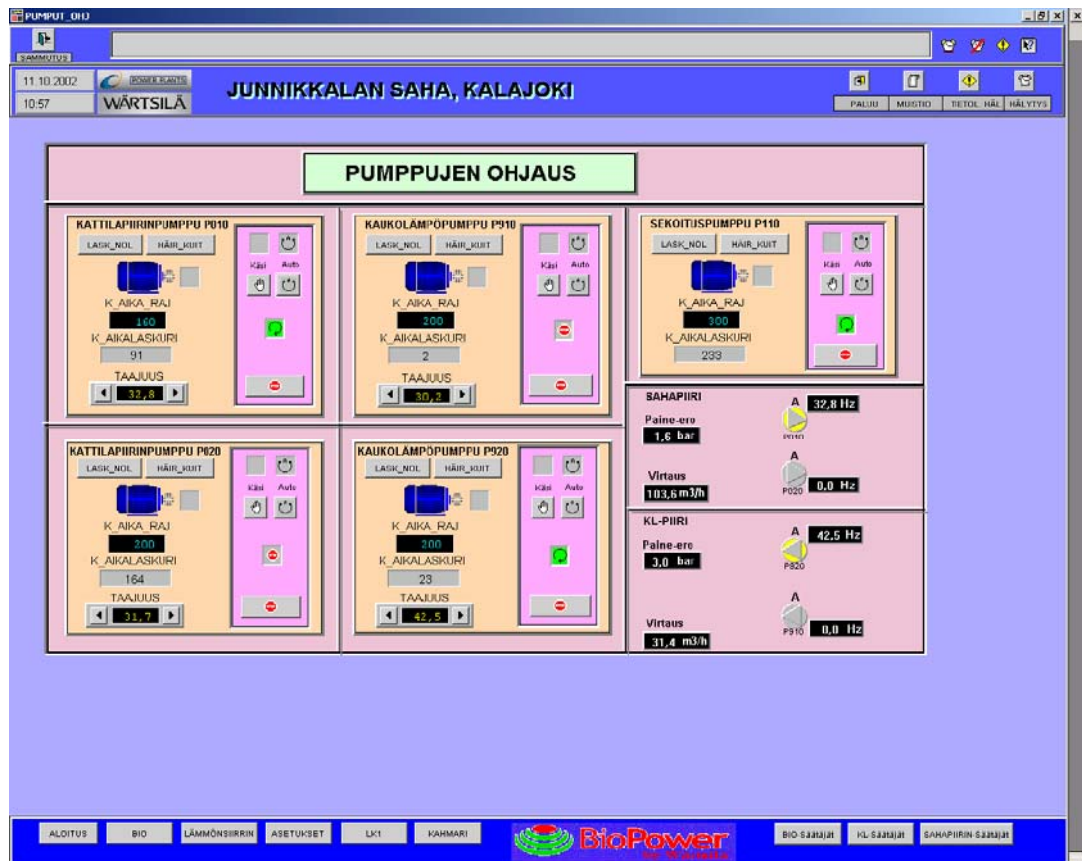 PUMPUT_OHJ
SAMMUTUS
11.10.2002
10:57
POWER PLANTS
WÄRTSILÄ
JUNNIKKALAN SAHA, KALAJOKI
PALUU MUISTIO TIETOL. HÄL HÄLYTYS
PUMPPUJEN OHJAUS
KATTILAPIIRINPUMPPU P010
LASK_NOL HÄIR_KUIT
Käsi Auto
K_AIKA_RAJ
160
K_AIKALASKURI
91
TAAJUUS
32,8
KAUKOLÄMPÖPUMPPU P910
LASK_NOL HÄIR_KUIT
Käsi Auto
K_AIKA_RAJ
200
K_AIKALASKURI
2
TAAJUUS
30,2
SEKOITUSPUMPPU P110
LASK_NOL HÄIR_KUIT
Käsi Auto
K_AIKA_RAJ
300
K_AIKALASKURI
233
KATTILAPIIRINPUMPPU P020
LASK_NOL HÄIR_KUIT
Käsi Auto
K_AIKA_RAJ
200
K_AIKALASKURI
164
TAAJUUS
31,7
KAUKOLÄMPÖPUMPPU P920
LASK_NOL HÄIR_KUIT
Käsi Auto
K_AIKA_RAJ
200
K_AIKALASKURI
23
TAAJUUS
42,5
SAHAPIIRI
A 32,8 Hz
Paine-ero
1,6 bar
P010
A
Virtaus
P020 0,0 Hz
103,6 m3/h
KL-PIIRI
A 42,5 Hz
Paine-ero
3,0 bar
P920
A
Virtaus
P910 0,0 Hz
31,4 m3/h
ALOITUS BIO LÄMMÖNSIIRRIN ASETUKSET LK1 KAHMARI
BioPower
by Wärtsilä
BIO-Säätäjät KL-Säätäjät SAHAPIIRIN-Säätäjät